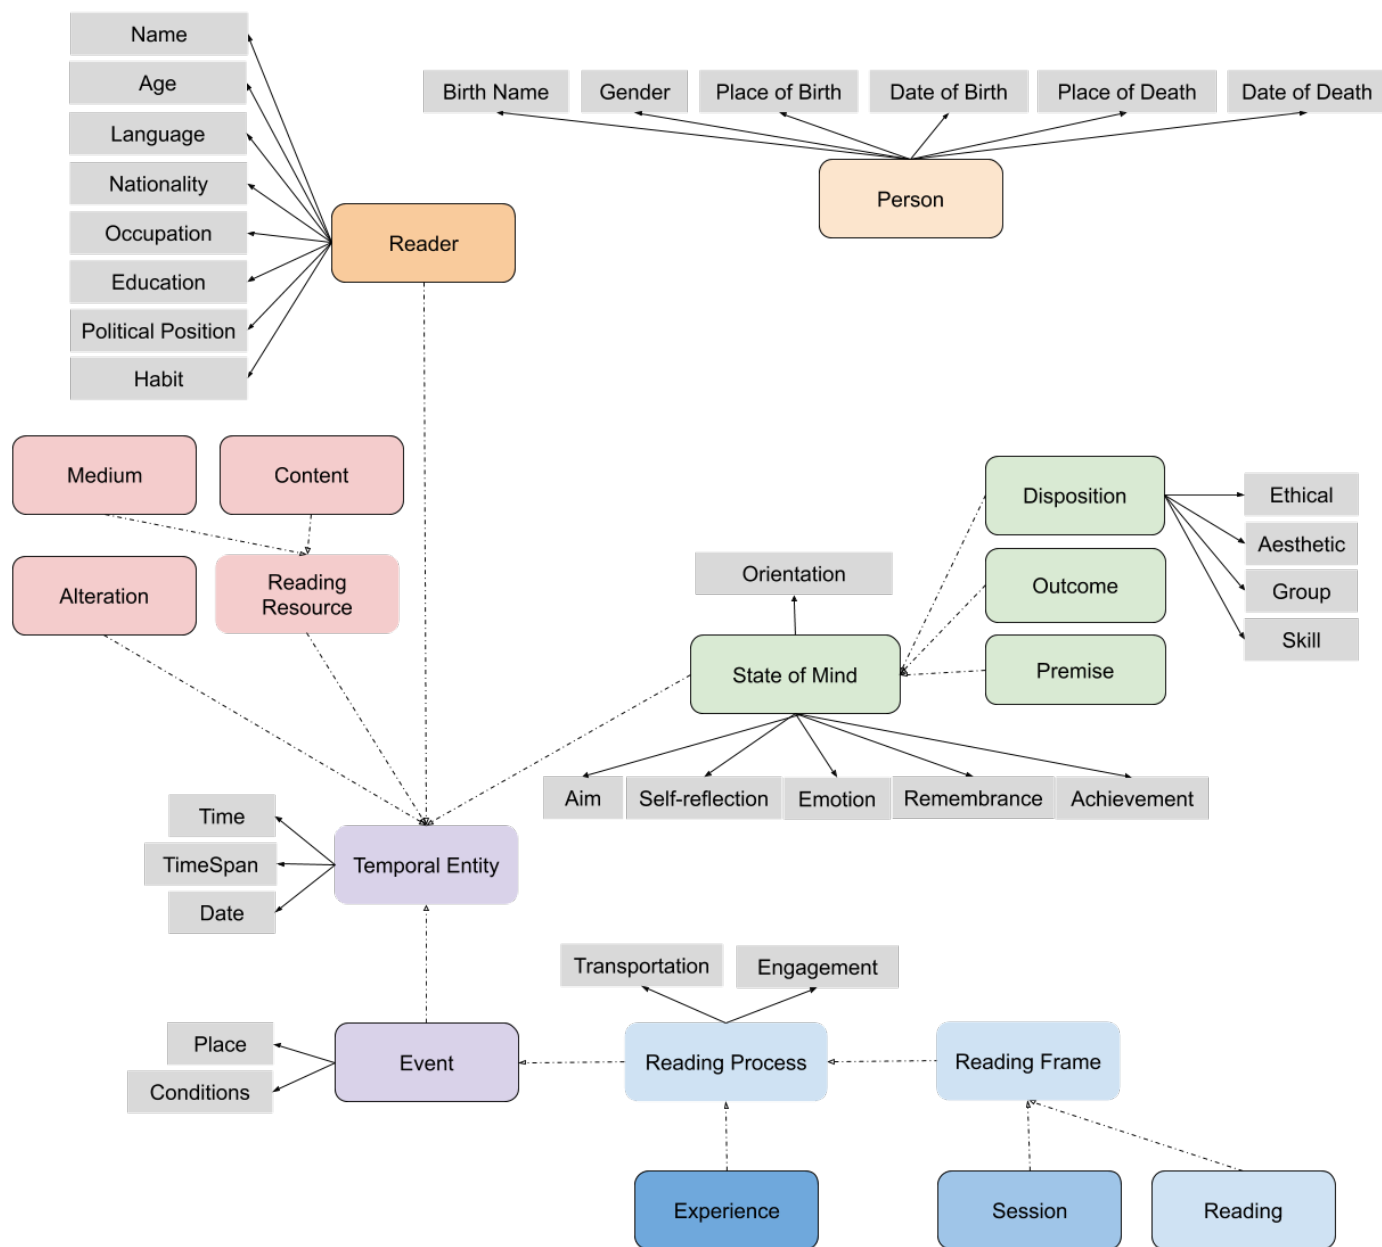 Name
Age
Language
Nationality
Occupation
Education
Political Position
Habit
Reader
Birth Name
Gender
Place of Birth
Date of Birth
Place of Death
Date of Death
Person
Medium
Content
Alteration
Reading
Resource
Disposition
Outcome
Premise
Ethical
Aesthetic
Group
Skill
Orientation
State of Mind
Aim
Self-reflection
Emotion
Remembrance
Achievement
Time
TimeSpan
Date
Temporal Entity
Transportation
Engagement
Place
Conditions
Event
Reading Process
Reading Frame
Experience
Session
Reading